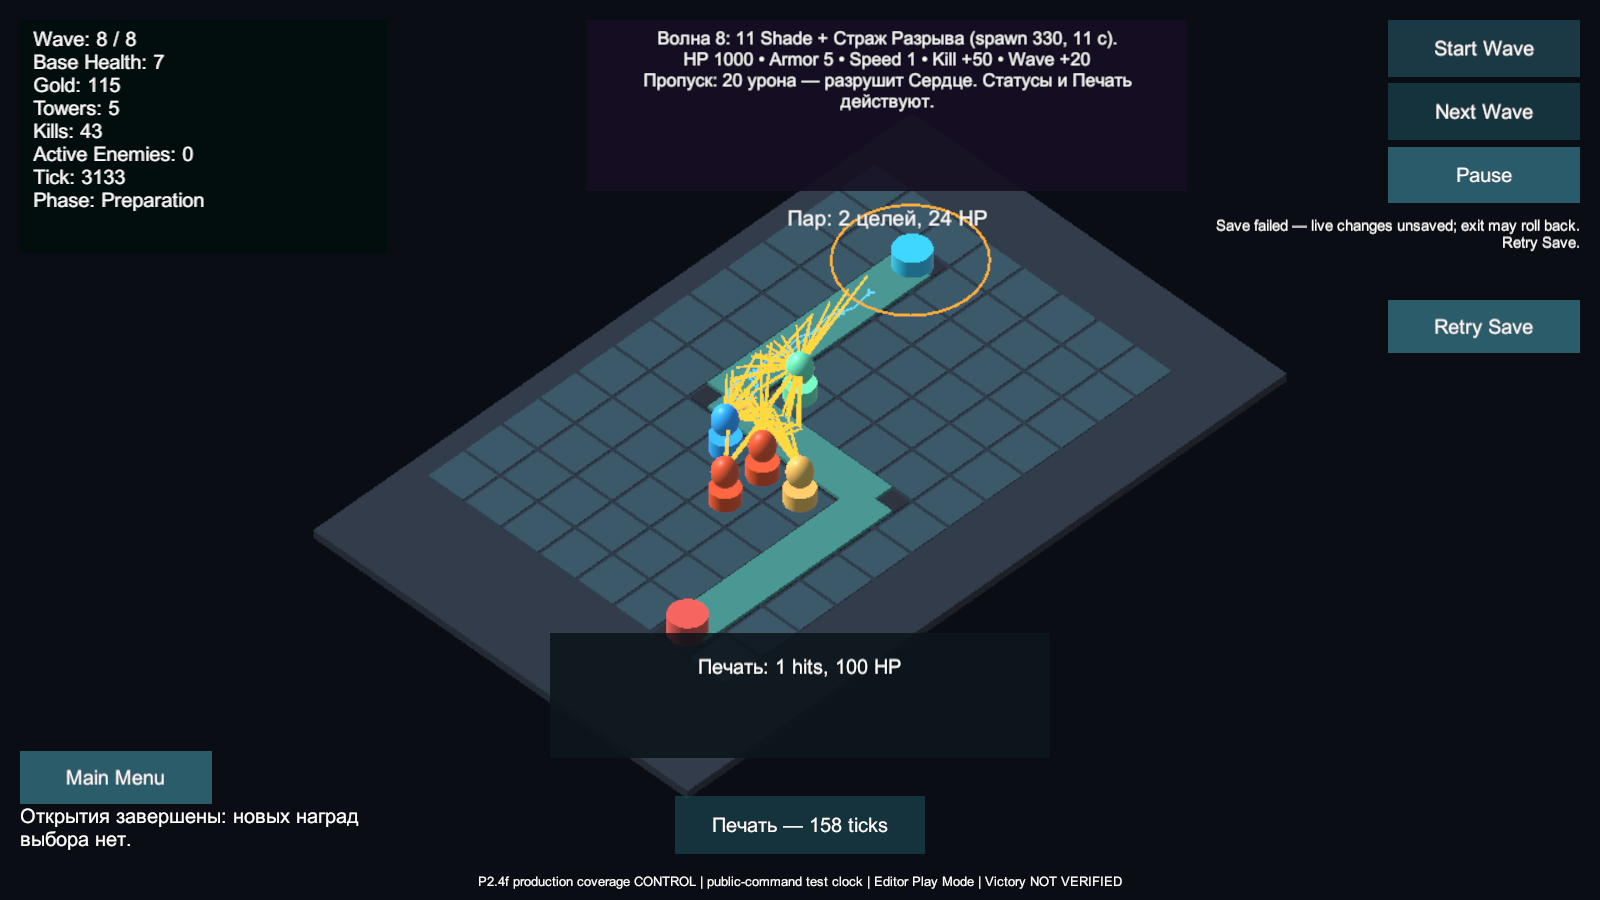 Wave: 8 / 8
Base Health: 7
Gold: 115
Towers: 5
Kills: 43
Active Enemies: 0
Tick: 3133
Phase: Preparation
Волна 8: 11 Shade + Страж Разрыва (spawn 330, 11 с).
HP 1000 • Armor 5 • Speed 1 • Kill +50 • Wave +20
Пропуск: 20 урона — разрушит Сердце. Статусы и Печать
действуют.
Start Wave
Next Wave
Pause
Save failed — live changes unsaved; exit may roll back.
Retry Save.
Retry Save
Пар: 2 целей, 24 HP
Печать: 1 hits, 100 HP
Main Menu
Открытия завершены: новых наград
выбора нет.
Печать — 158 ticks
P2.4f production coverage CONTROL | public-command test clock | Editor Play Mode | Victory NOT VERIFIED